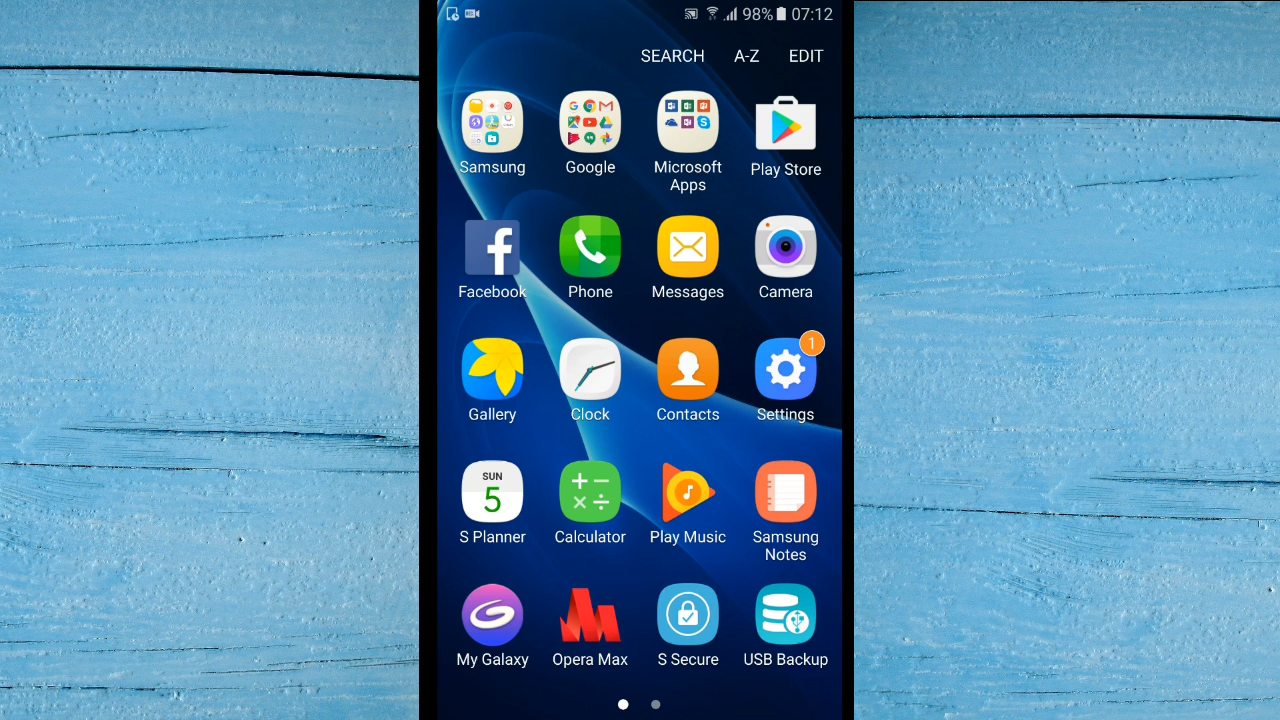 98% 07:12
SEARCH A-Z EDIT
Samsung Google Microsoft Apps Play Store
Facebook Phone Messages Camera
1
Gallery Clock Contacts Settings
SUN
5
S Planner Calculator Play Music Samsung Notes
My Galaxy Opera Max S Secure USB Backup